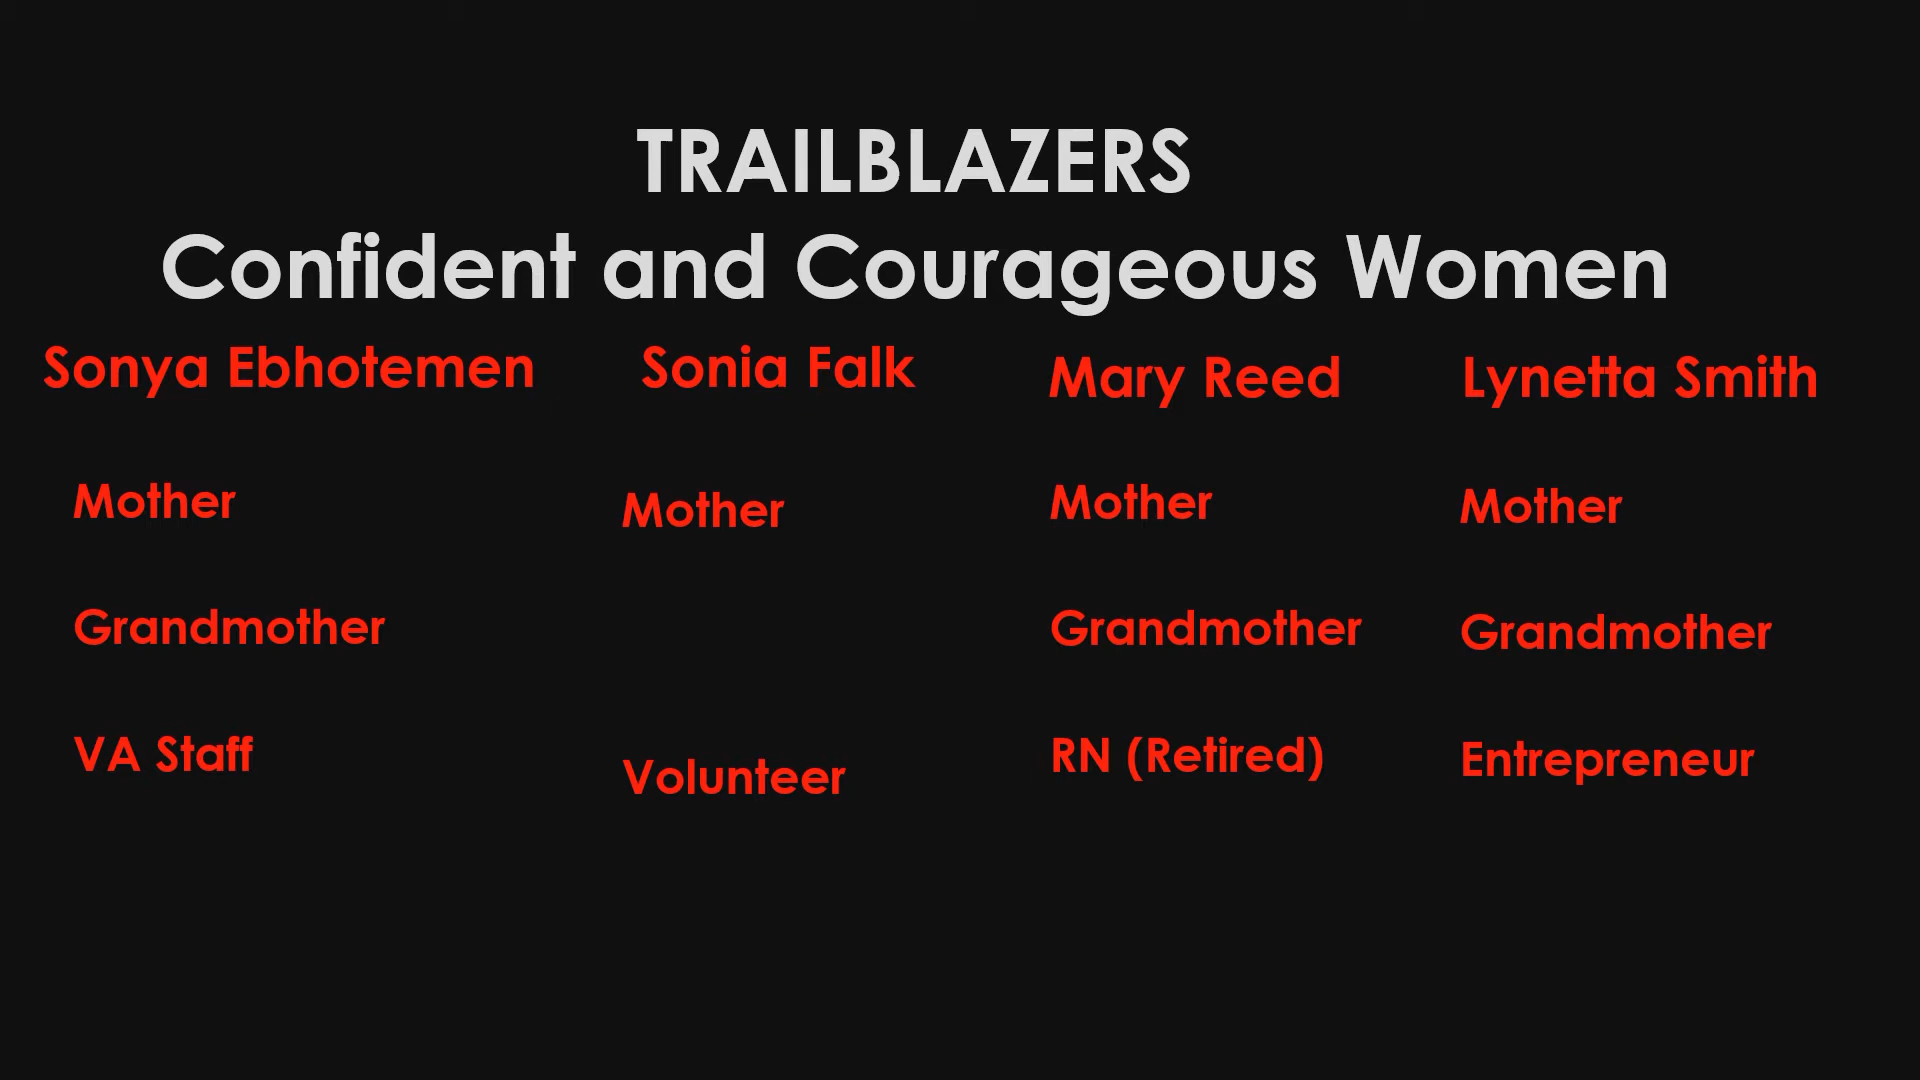 TRAILBLAZERS
Confident and Courageous Women
Sonya Ebhotemen Sonia Falk Mary Reed Lynetta Smith
Mother Mother Mother Mother
Grandmother Grandmother Grandmother
VA Staff Volunteer RN (Retired) Entrepreneur